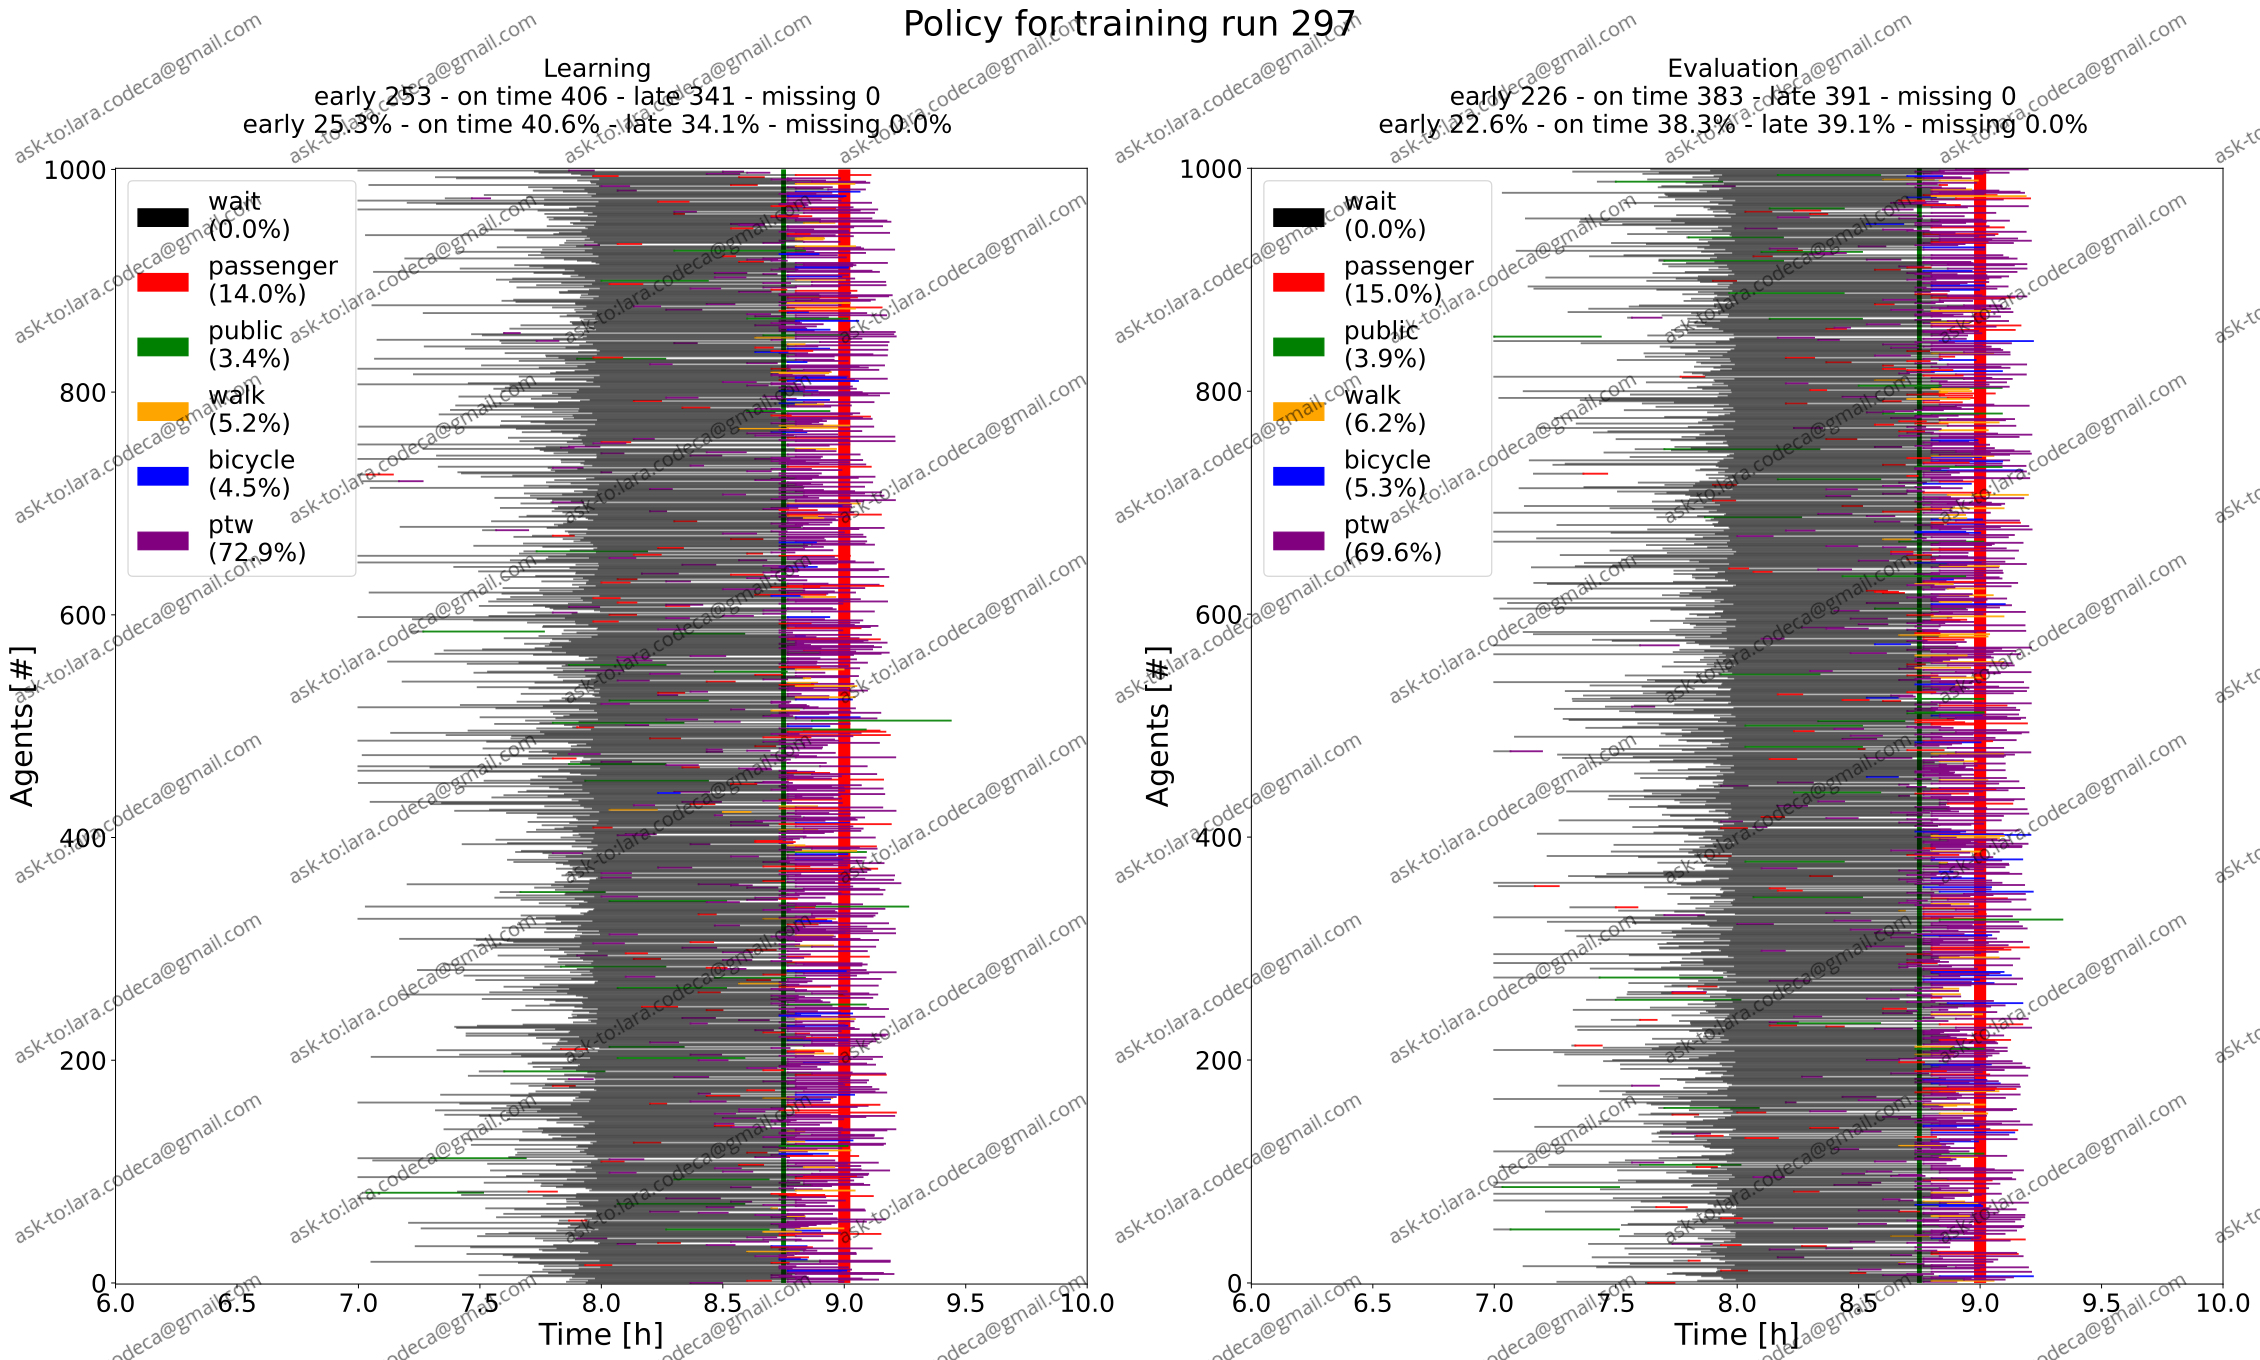 Policy for training run 297
Learning
early 253 - on time 406 - late 341 - missing 0
early 25.3% - on time 40.6% - late 34.1% - missing 0.0%
1000
800
600
400
200
0
Agents [#]
wait
(0.0%)
passenger
(14.0%)
public
(3.4%)
walk
(5.2%)
bicycle
(4.5%)
ptw
(72.9%)
6.0 6.5 7.0 7.5 8.0 8.5 9.0 9.5 10.0
Time [h]
Evaluation
early 226 - on time 383 - late 391 - missing 0
early 22.6% - on time 38.3% - late 39.1% - missing 0.0%
1000
800
600
400
200
0
Agents [#]
wait
(0.0%)
passenger
(15.0%)
public
(3.9%)
walk
(6.2%)
bicycle
(5.3%)
ptw
(69.6%)
6.0 6.5 7.0 7.5 8.0 8.5 9.0 9.5 10.0
Time [h]
ask-to:lara.codeca@gmail.com